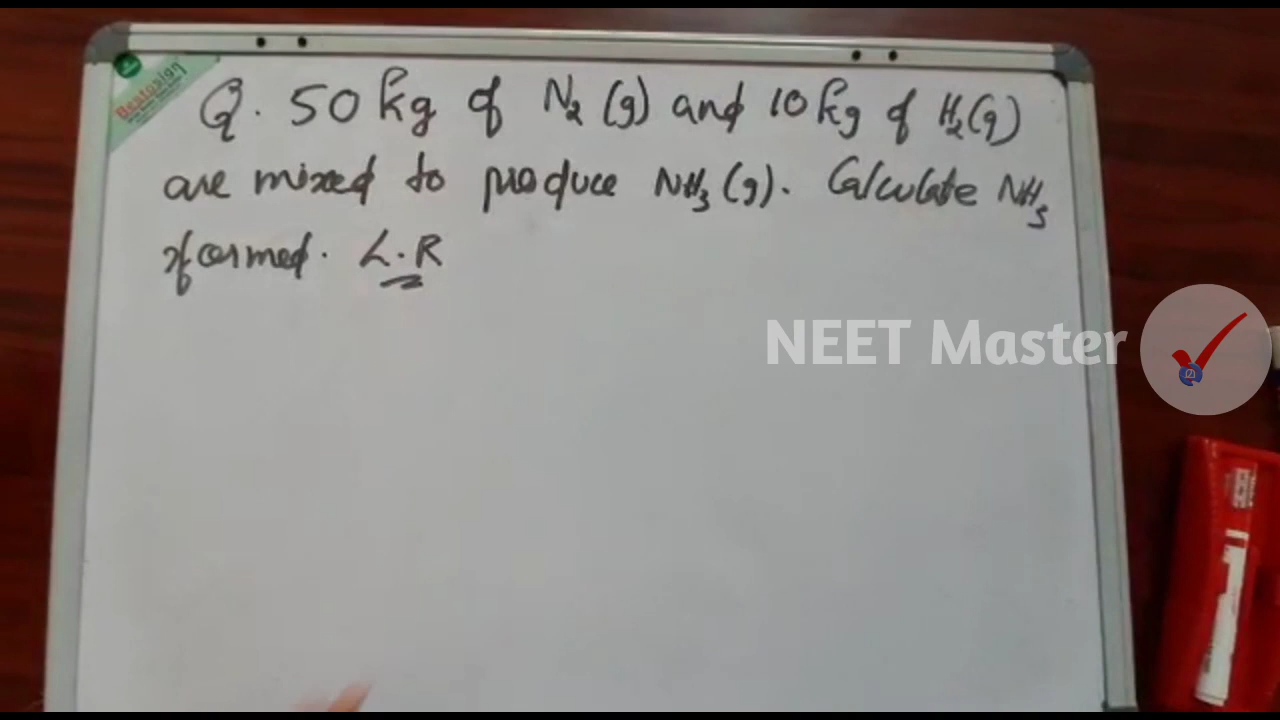 Q. 50 kg of N₂ (g) and 10 kg of H₂(g)
are mixed to produce NH₃ (g). Calculate NH₃
formed. L.R
NEET Master